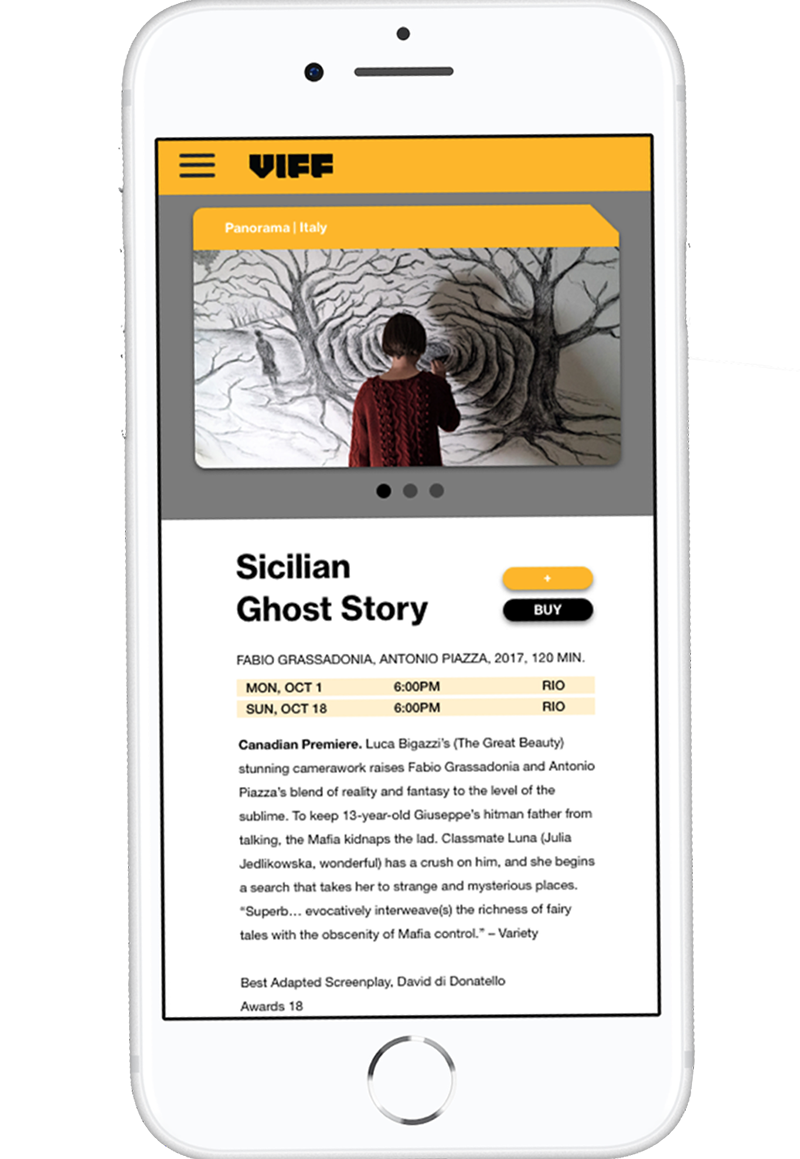 VIFF
Panorama | Italy
Sicilian
Ghost Story
+
BUY
FABIO GRASSADONIA, ANTONIO PIAZZA, 2017, 120 MIN.
MON, OCT 1 6:00PM RIO
SUN, OCT 18 6:00PM RIO
Canadian Premiere. Luca Bigazzi's (The Great Beauty)
stunning camerawork raises Fabio Grassadonia and Antonio
Piazza's blend of reality and fantasy to the level of the
sublime. To keep 13-year-old Giuseppe's hitman father from
talking, the Mafia kidnaps the lad. Classmate Luna (Julia
Jedlikowska, wonderful) has a crush on him, and she begins
a search that takes her to strange and mysterious places.
“Superb... evocatively interweave(s) the richness of fairy
tales with the obscenity of Mafia control.” – Variety
Best Adapted Screenplay, David di Donatello
Awards 18